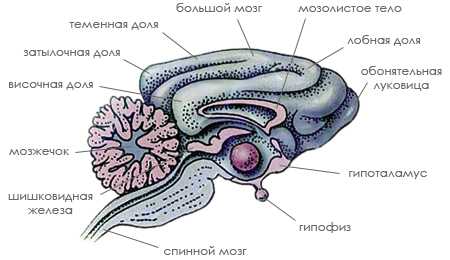 большой мозг
мозолистое тело
теменная доля
лобная доля
затылочная доля
обонятельная
луковица
височная доля
мозжечок
гипоталамус
шишковидная
железа
гипофиз
спинной мозг